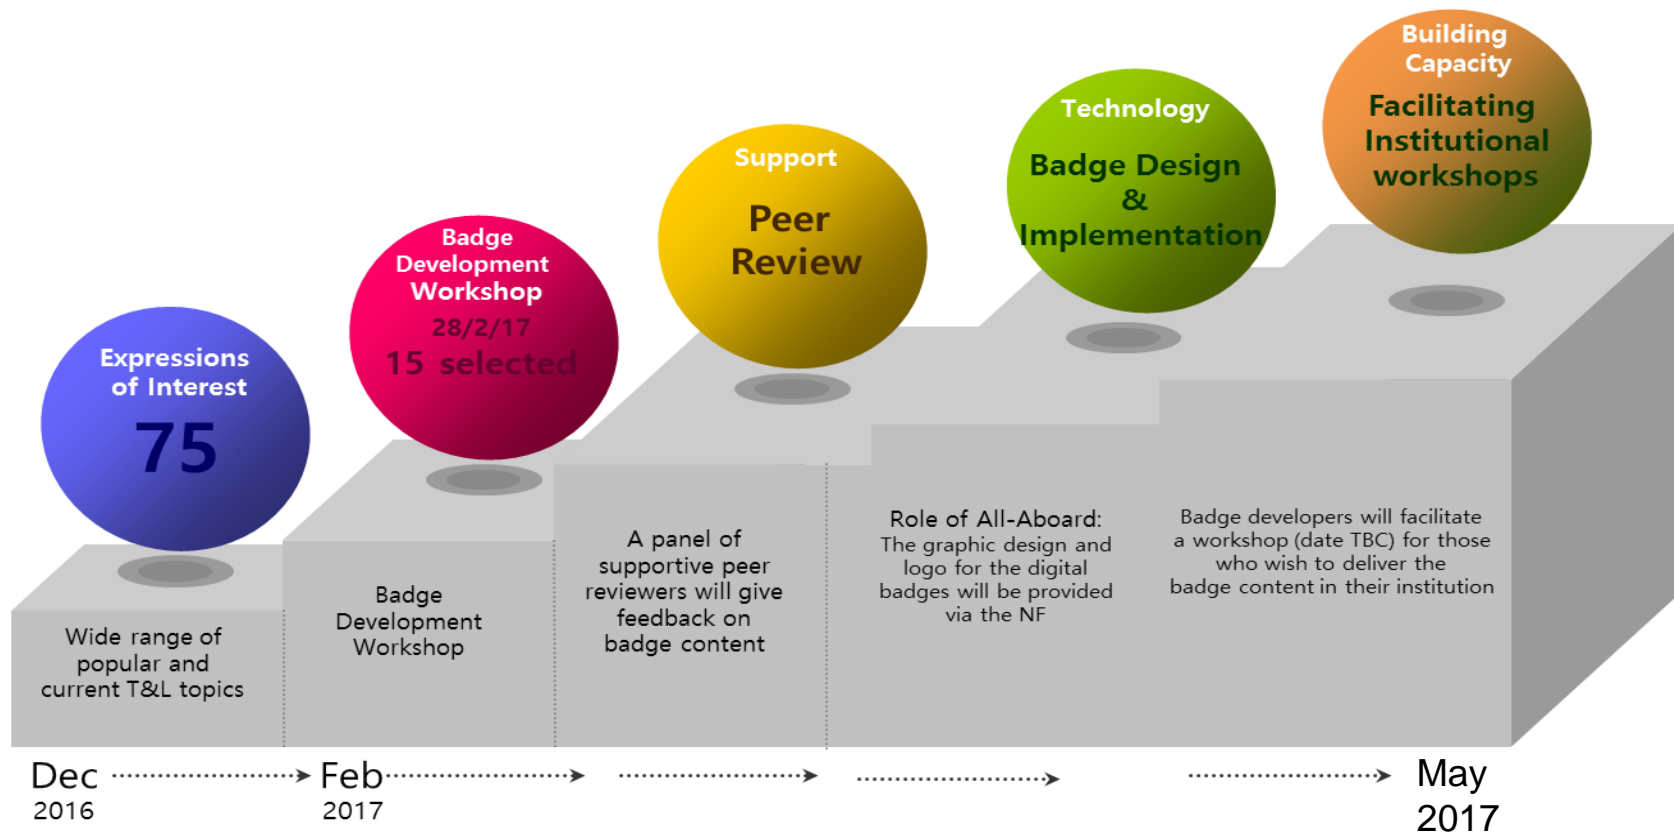 Expressions
of Interest
75
Wide range of
popular and
current T&L topics
Badge
Development
Workshop
28/2/17
15 selected
Badge
Development
Workshop
Support
Peer
Review
A panel of
supportive peer
reviewers will give
feedback on
badge content
Technology
Badge Design
&
Implementation
Role of All-Aboard:
The graphic design and
logo for the digital
badges will be provided
via the NF
Building
Capacity
Facilitating
Institutional
workshops
Badge developers will facilitate
a workshop (date TBC) for those
who wish to deliver the
badge content in their institution
Dec
2016
Feb
2017
May
2017